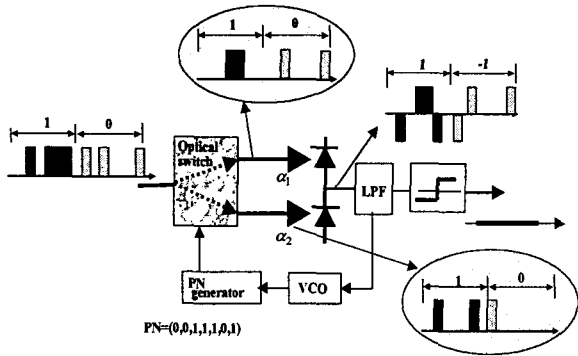 1 0
1 -1
1 0
Optical
switch
α1
LPF
α2
PN
generator
VCO
1 0
PN=(0,0,1,1,1,0,1)